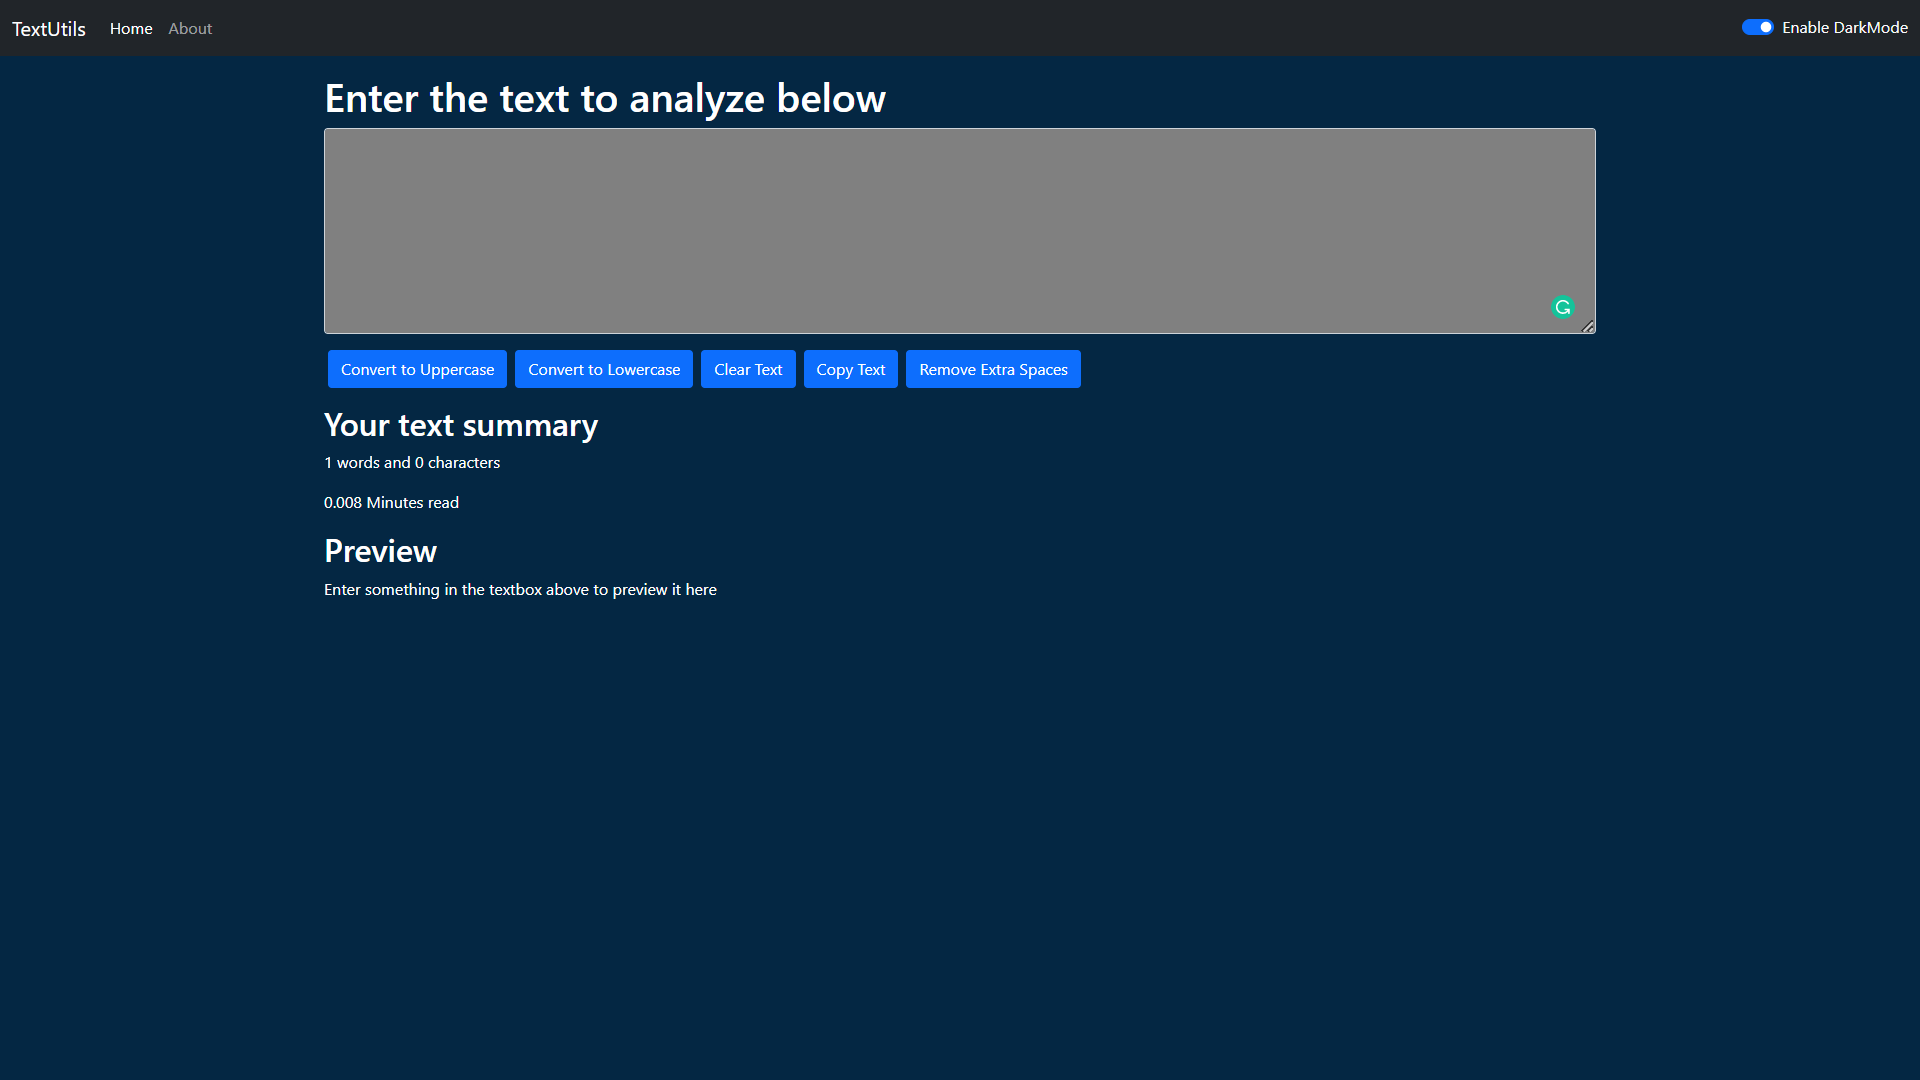 TextUtils Home About Enable DarkMode
Enter the text to analyze below
Convert to Uppercase Convert to Lowercase Clear Text Copy Text Remove Extra Spaces
Your text summary
1 words and 0 characters
0.008 Minutes read
Preview
Enter something in the textbox above to preview it here